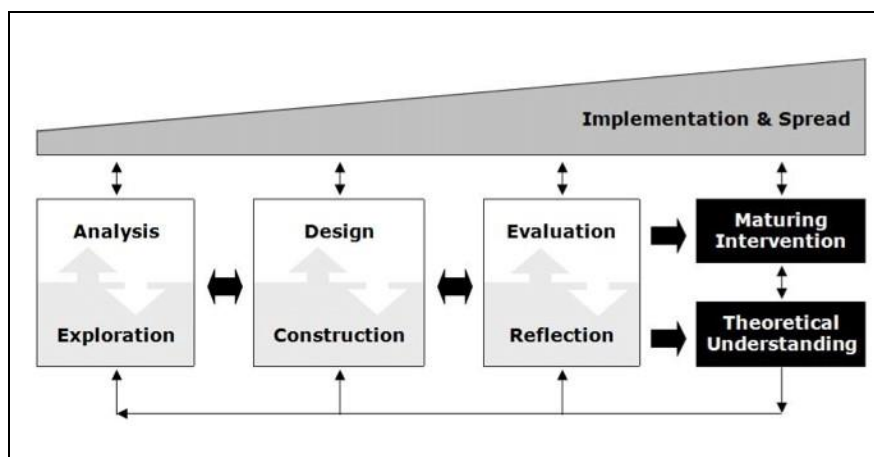 Implementation & Spread
Analysis
Exploration
Design
Construction
Evaluation
Reflection
Maturing
Intervention
Theoretical
Understanding